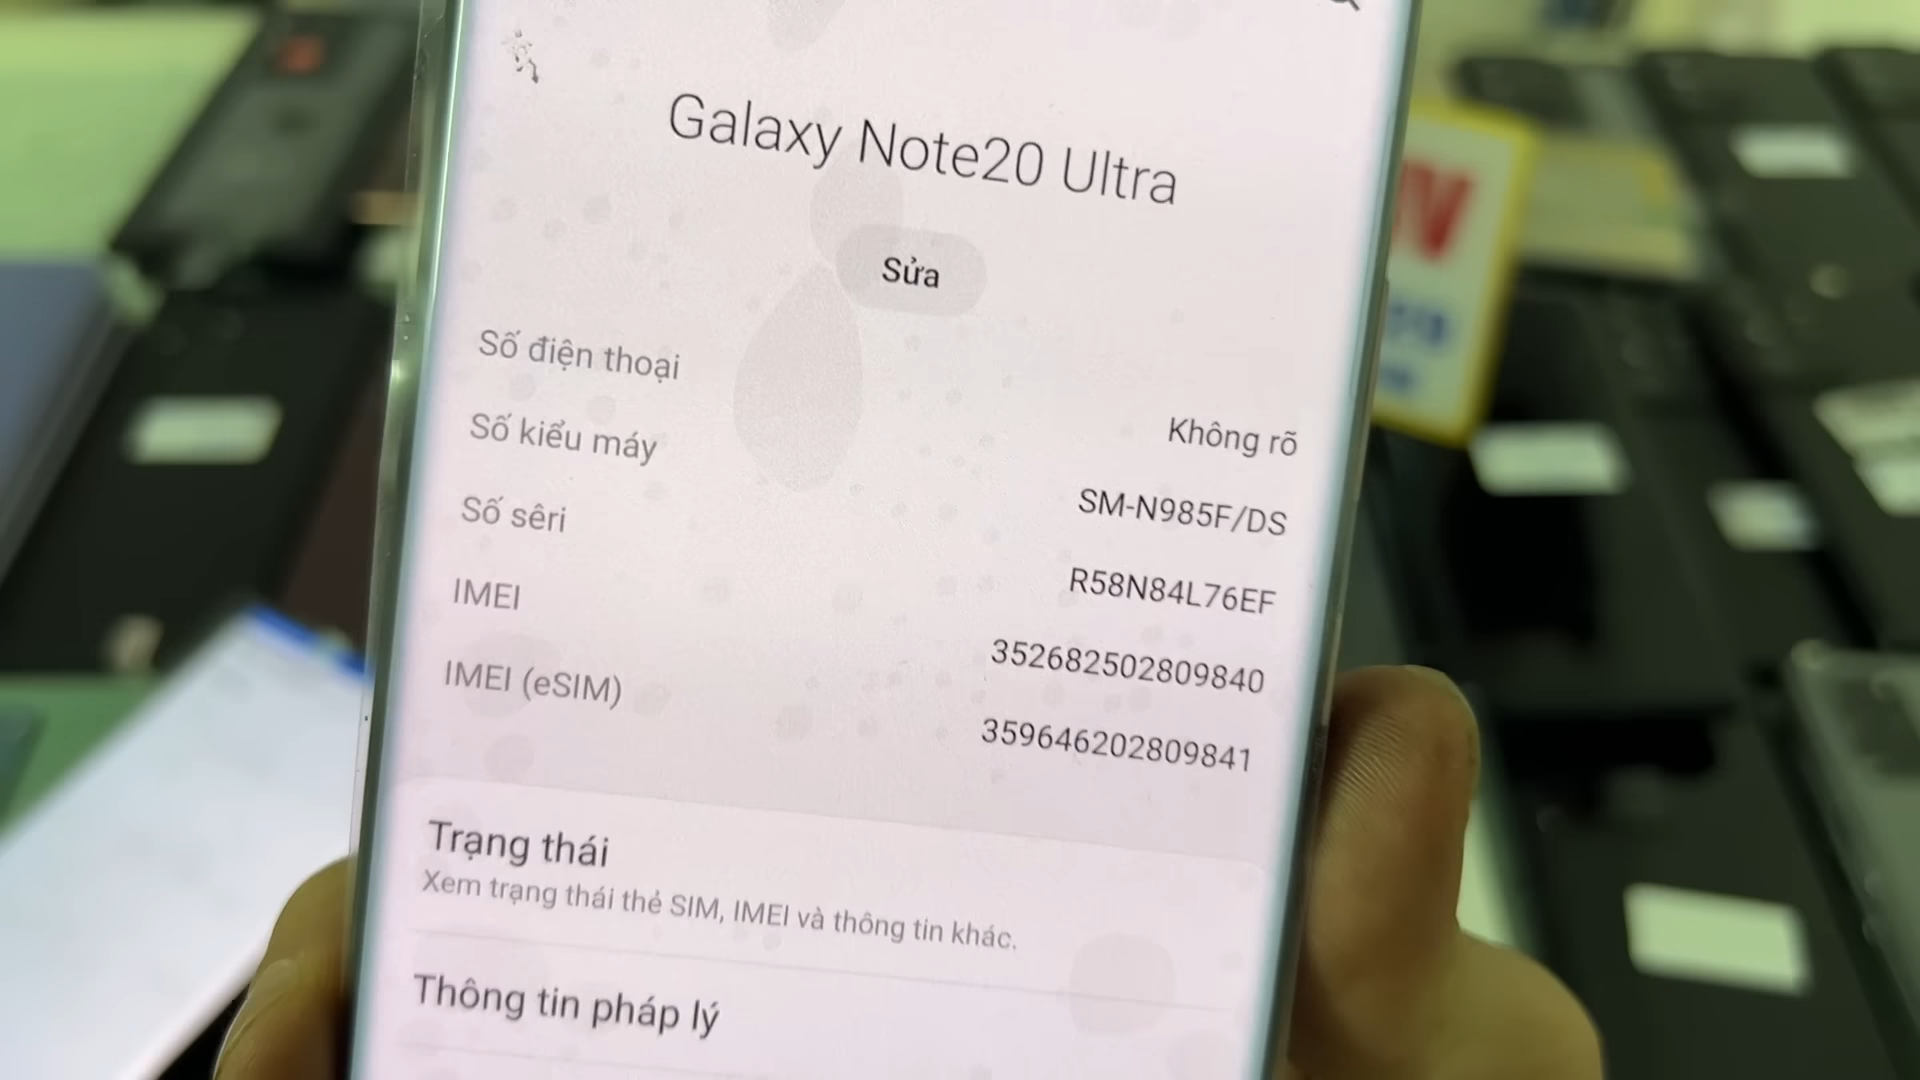 Galaxy Note20 Ultra
Sửa
Số điện thoại
Không rõ
Số kiểu máy
SM-N985F/DS
Số sêri
R58N84L76EF
IMEI
352682502809840
IMEI (eSIM)
359646202809841
Trạng thái
Xem trạng thái thẻ SIM, IMEI và thông tin khác.
Thông tin pháp lý